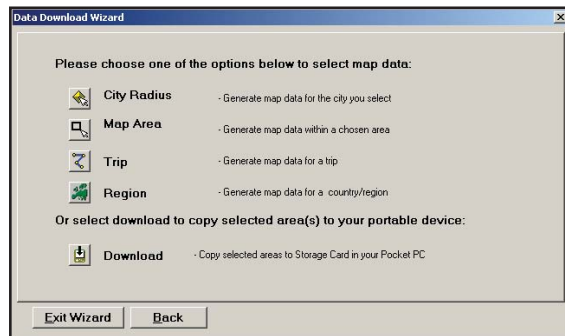 Data Download Wizard
Please choose one of the options below to select map data:
City Radius - Generate map data for the city you select
Map Area - Generate map data within a chosen area
Trip - Generate map data for a trip
Region - Generate map data for a country/region
Or select download to copy selected area(s) to your portable device:
Download - Copy selected areas to Storage Card in your Pocket PC
Exit Wizard Back